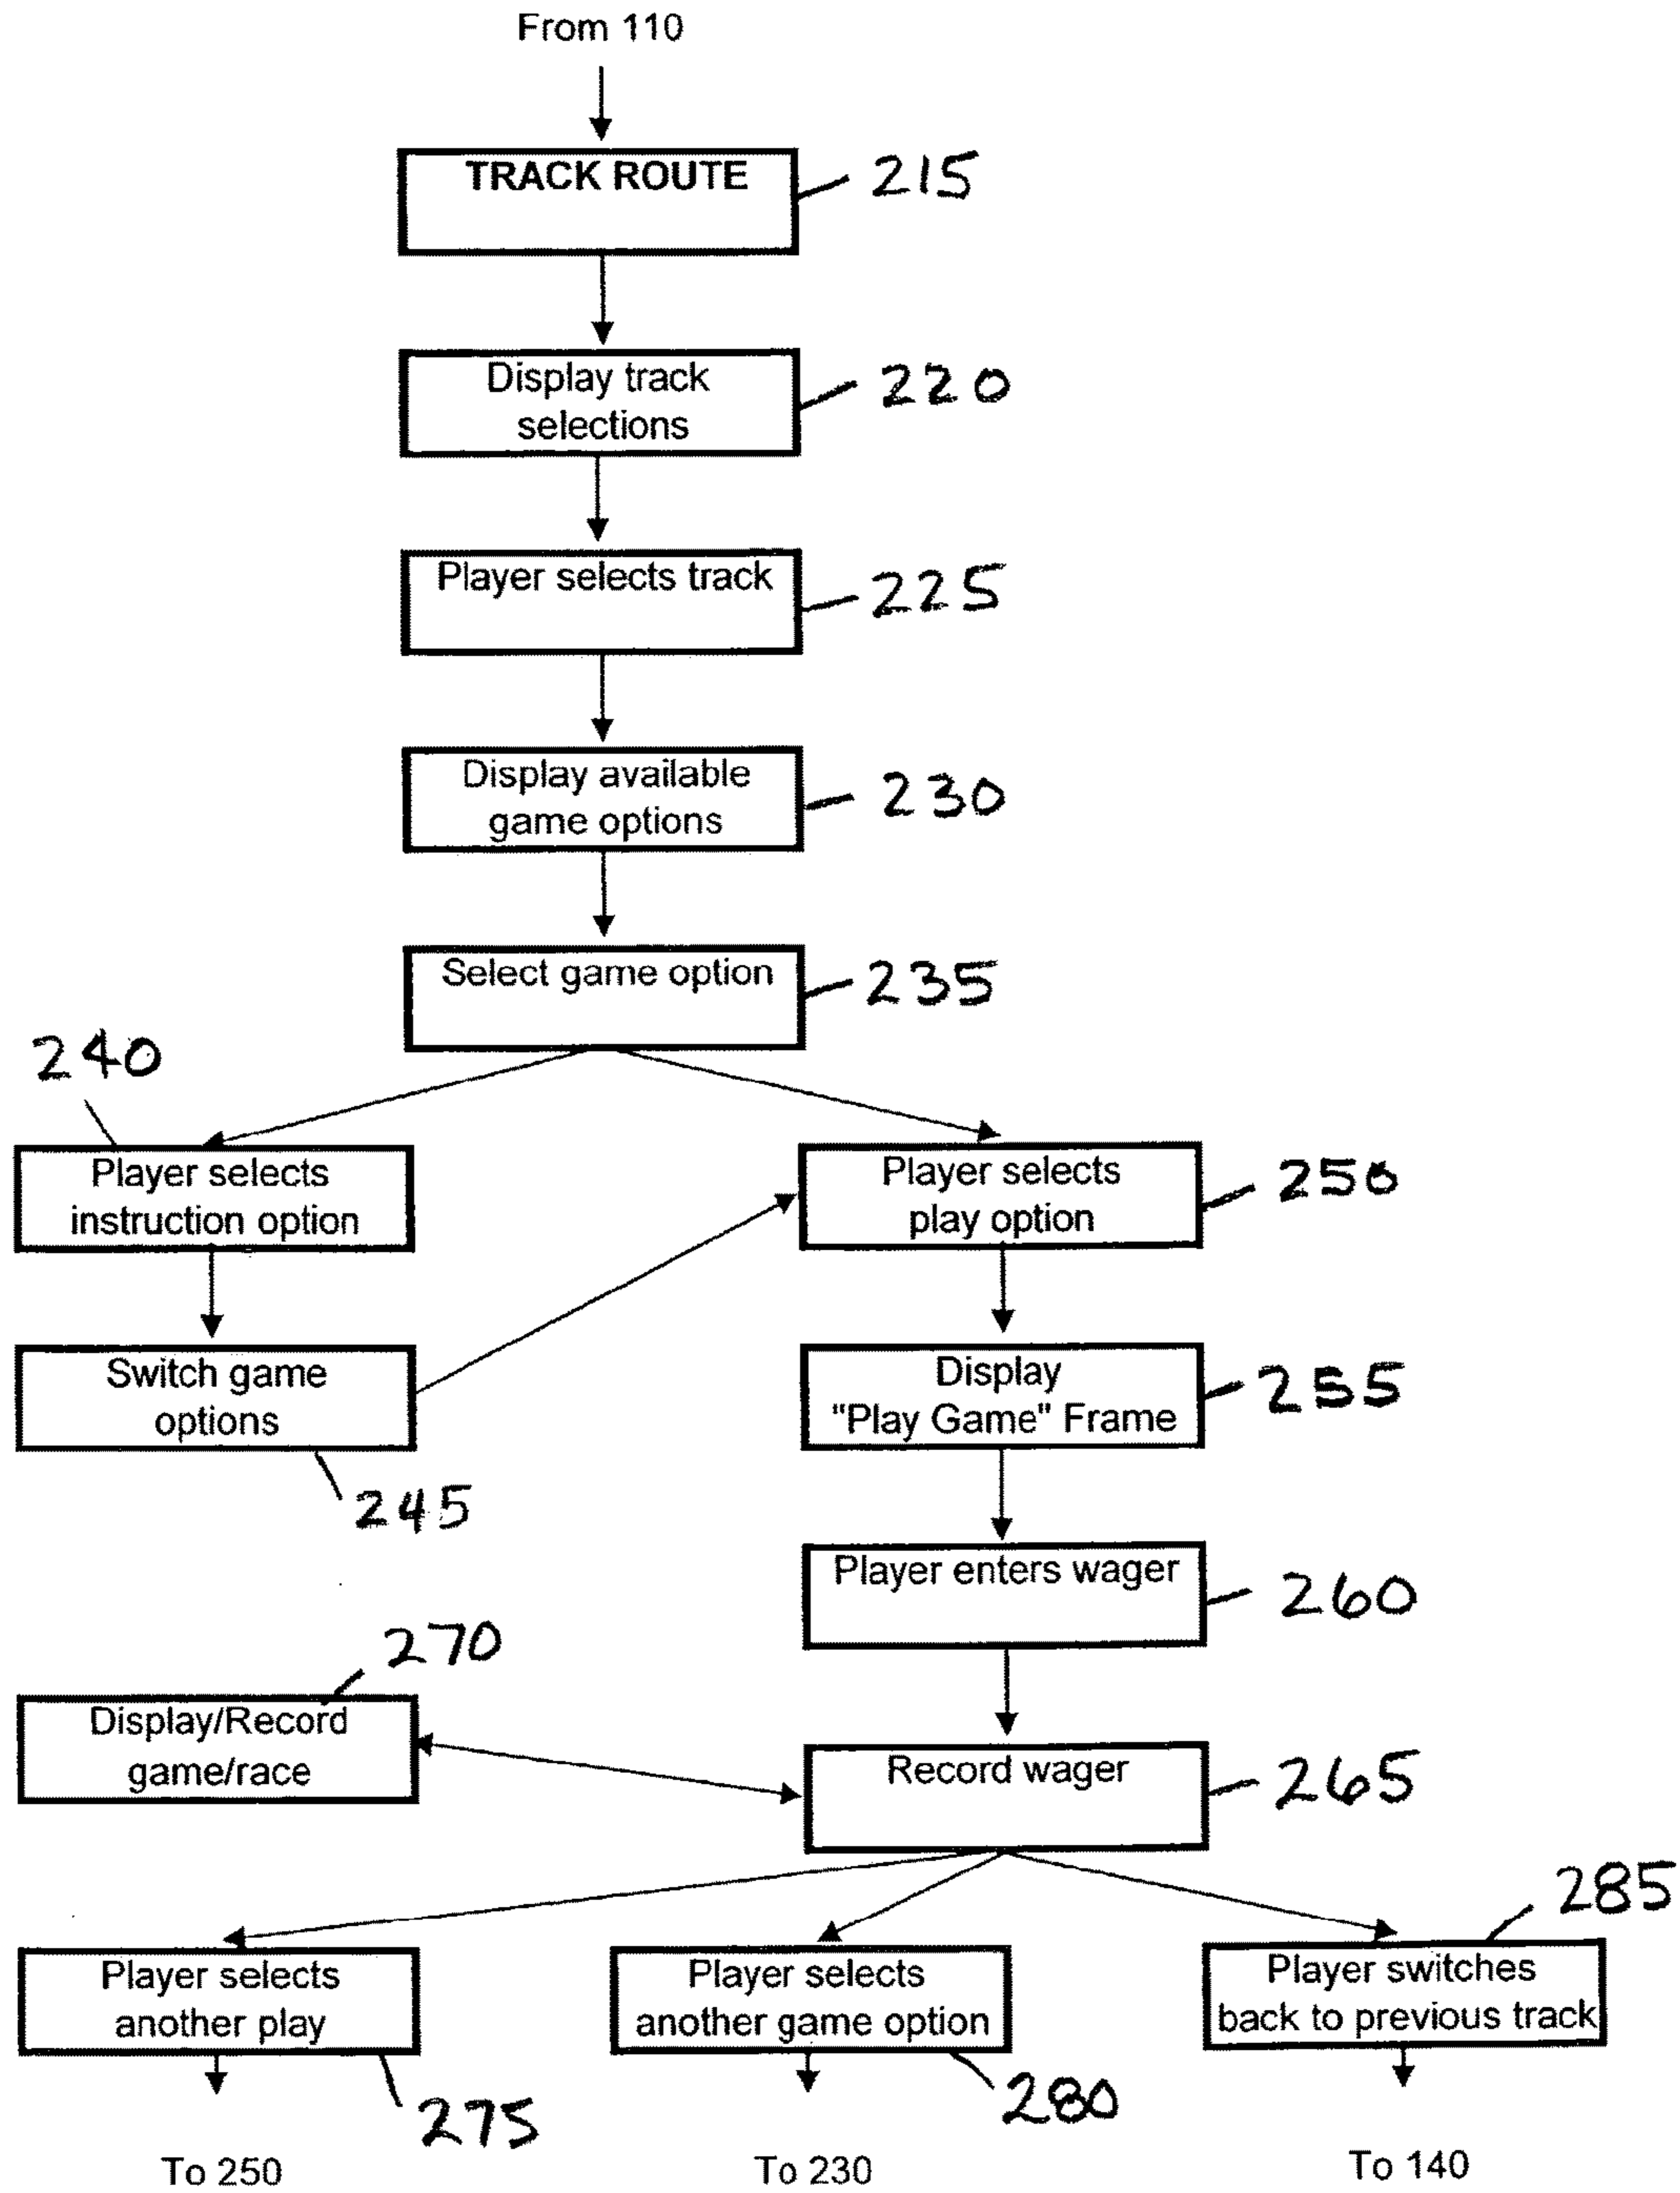 From 110
TRACK ROUTE
215
Display track
selections
220
Player selects track
225
Display available
game options
230
Select game option
235
240
Player selects
instruction option
Player selects
play option
250
Switch game
options
245
Display
"Play Game" Frame
255
Player enters wager
260
270
Display/Record
game/race
Record wager
265
285
Player selects
another play
275
Player selects
another game option
280
Player switches
back to previous track
To 250
To 230
To 140